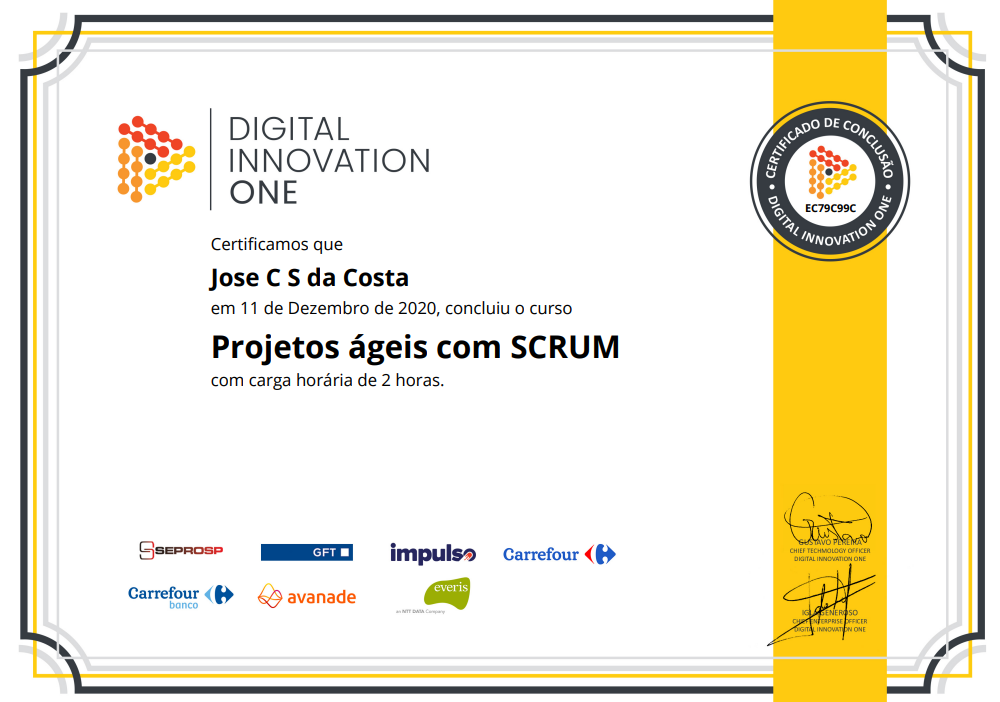 DIGITAL
INNOVATION
ONE
CERTIFICADO DE CONCLUSÃO
EC79C99C
DIGITAL INNOVATION ONE
Certificamos que
Jose C S da Costa
em 11 de Dezembro de 2020, concluiu o curso
Projetos ágeis com SCRUM
com carga horária de 2 horas.
SEPROSP
GFT
impulso
Carrefour
Carrefour
banco
avanade
everis
an NTT DATA Company
GUSTAVO PEREIRA
CHIEF TECHNOLOGY OFFICER
DIGITAL INNOVATION ONE
GENEROSO
CHIEF ENTERPRISE OFFICER
DIGITAL INNOVATION ONE